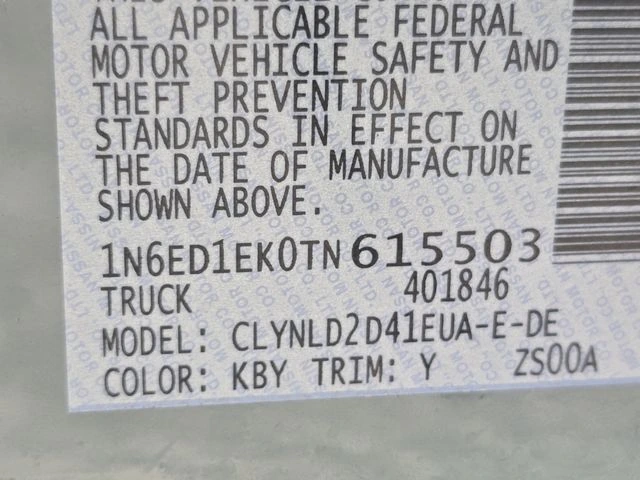 ALL APPLICABLE FEDERAL
MOTOR VEHICLE SAFETY AND
THEFT PREVENTION
STANDARDS IN EFFECT ON
THE DATE OF MANUFACTURE
SHOWN ABOVE.
1N6ED1EK0TN615503
TRUCK 401846
MODEL: CLYNLD2D41EUA-E-DE
COLOR: KBY TRIM: Y ZS00A